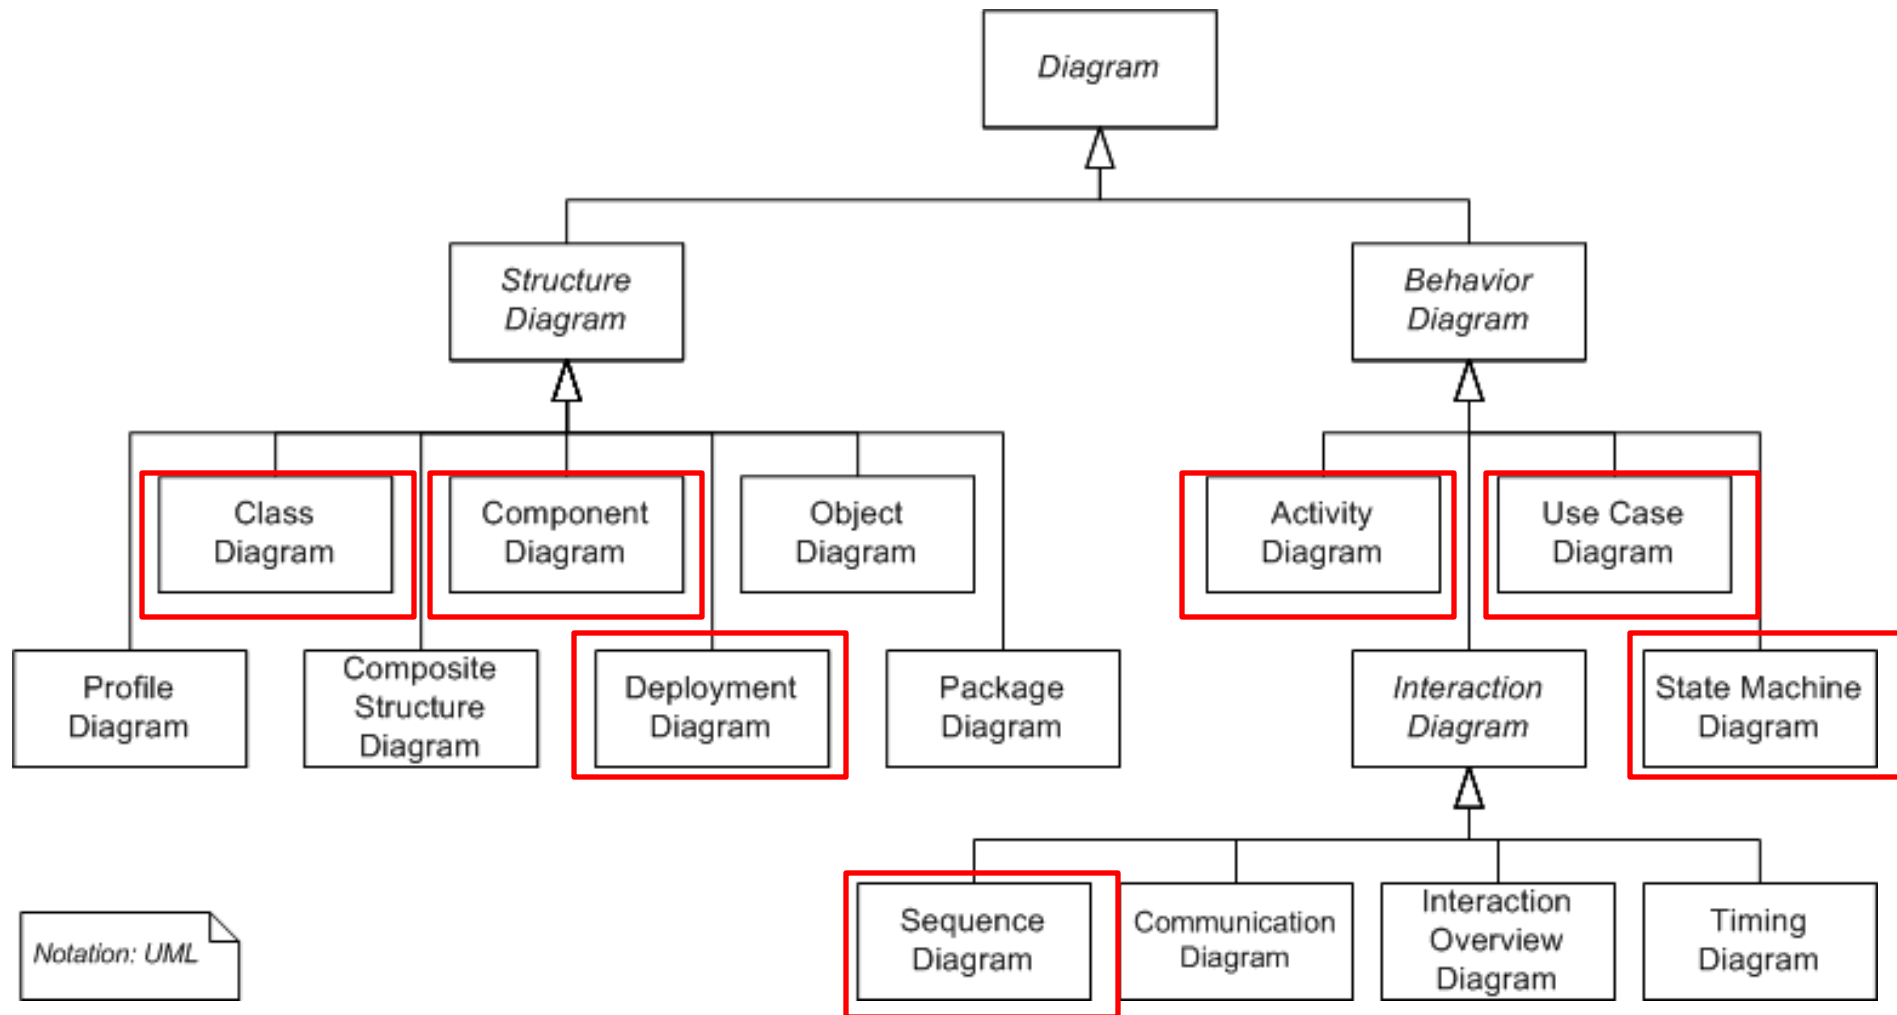 Diagram
Structure
Diagram
Behavior
Diagram
Class
Diagram
Component
Diagram
Object
Diagram
Activity
Diagram
Use Case
Diagram
Profile
Diagram
Composite
Structure
Diagram
Deployment
Diagram
Package
Diagram
Interaction
Diagram
State Machine
Diagram
Sequence
Diagram
Communication
Diagram
Interaction
Overview
Diagram
Timing
Diagram
Notation: UML